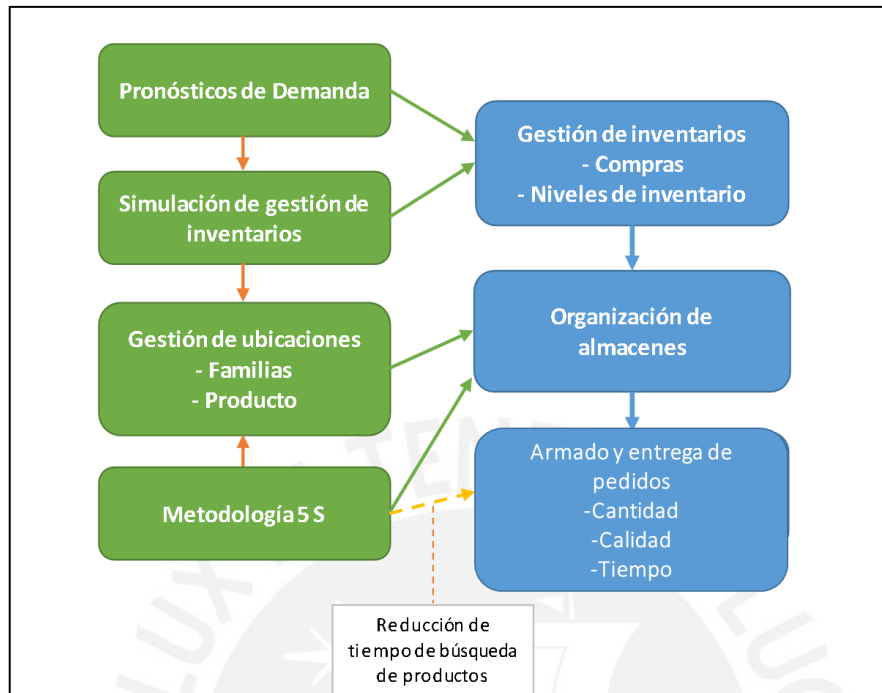 Pronósticos de Demanda
Simulación de gestión de
inventarios
Gestión de ubicaciones
- Familias
- Producto
Metodología 5 S
Gestión de inventarios
- Compras
- Niveles de inventario
Organización de
almacenes
Armado y entrega de
pedidos
-Cantidad
-Calidad
-Tiempo
Reducción de
tiempo de búsqueda
de productos